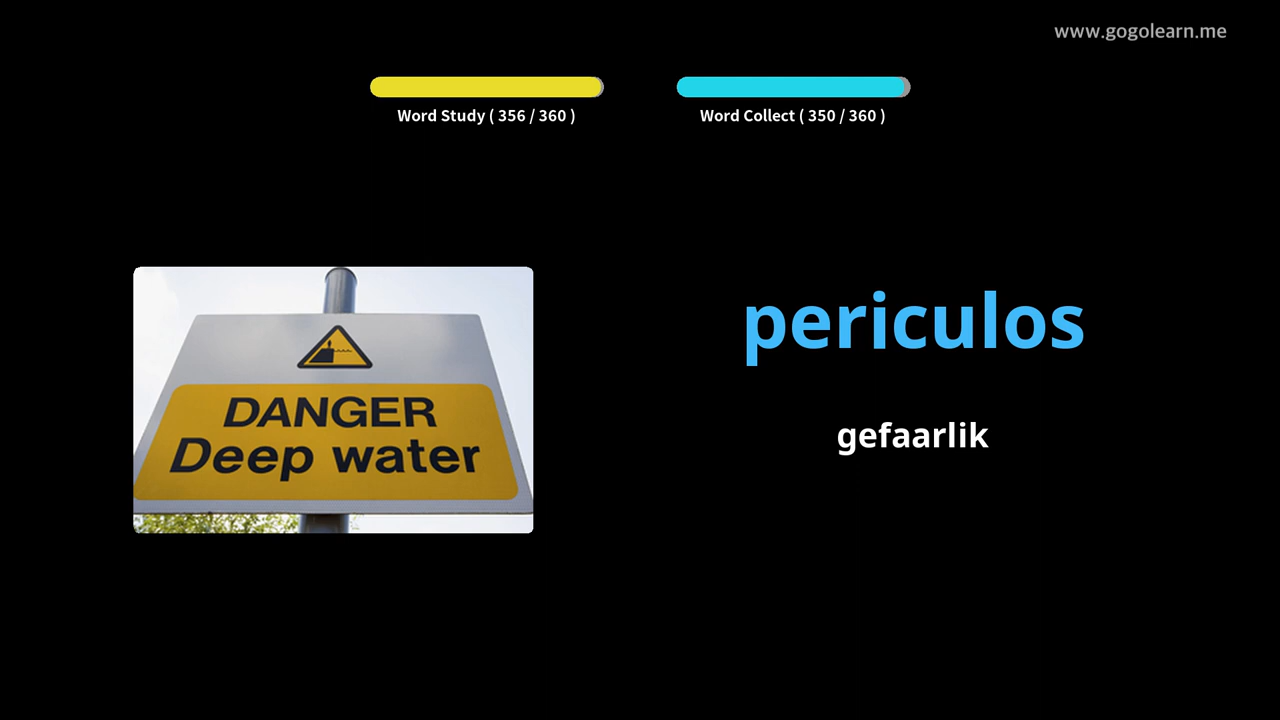 www.gogolearn.me
Word Study ( 356 / 360 )
Word Collect ( 350 / 360 )
DANGER
Deep water
periculos
gefaarlik